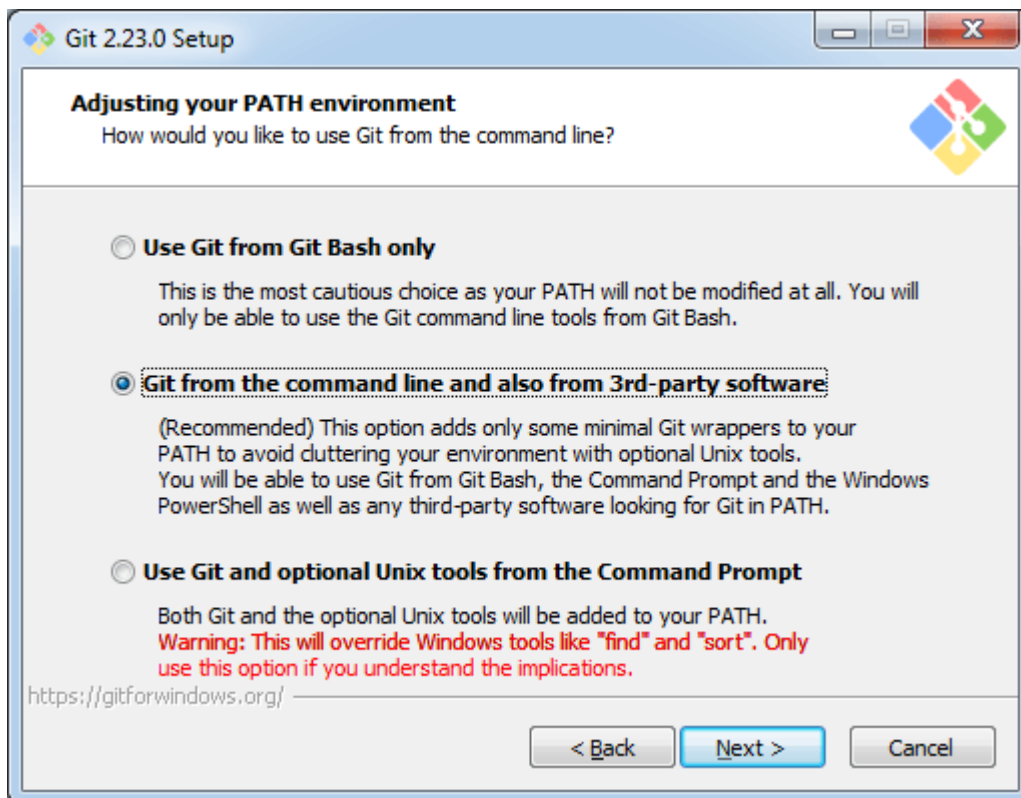 Git 2.23.0 Setup
Adjusting your PATH environment
How would you like to use Git from the command line?
Use Git from Git Bash only
This is the most cautious choice as your PATH will not be modified at all. You will
only be able to use the Git command line tools from Git Bash.
Git from the command line and also from 3rd-party software
(Recommended) This option adds only some minimal Git wrappers to your
PATH to avoid cluttering your environment with optional Unix tools.
You will be able to use Git from Git Bash, the Command Prompt and the Windows
PowerShell as well as any third-party software looking for Git in PATH.
Use Git and optional Unix tools from the Command Prompt
Both Git and the optional Unix tools will be added to your PATH.
Warning: This will override Windows tools like "find" and "sort". Only
use this option if you understand the implications.
https://gitforwindows.org/
< Back
Next >
Cancel